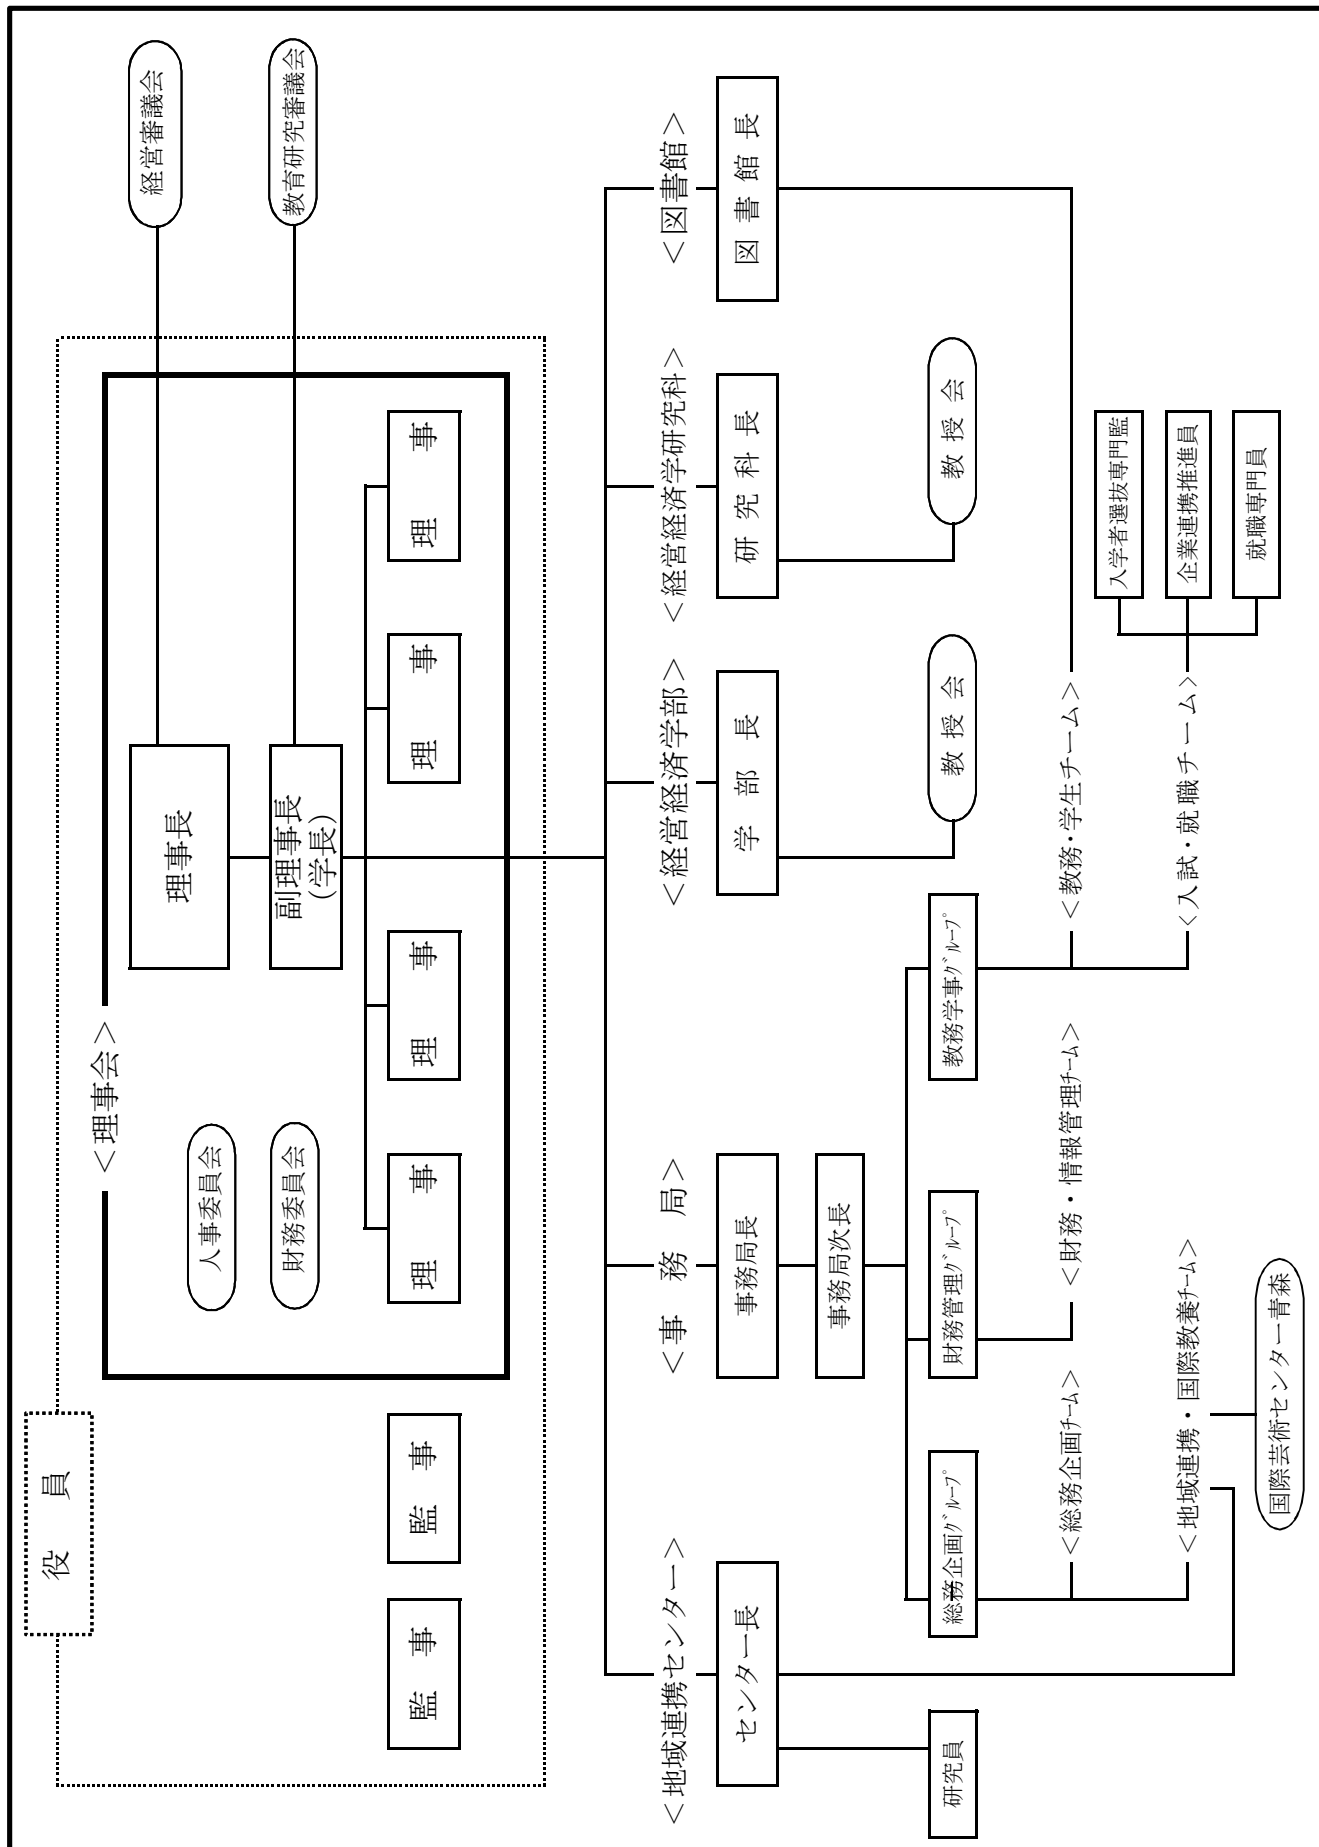 役員
＜理事会＞
経営審議会
教育研究審議会
理事長
副理事長
(学長)
人事委員会
財務委員会
監事
監事
理事
理事
理事
理事
＜地域連携センター＞
＜事務局＞
＜経営経済学部＞
＜経営経済学研究科＞
＜図書館＞
センター長
事務局長
学部長
研究科長
図書館長
事務局次長
研究員
総務企画ｸﾞﾙｰﾌﾟ
財務管理ｸﾞﾙｰﾌﾟ
教務学事ｸﾞﾙｰﾌﾟ
教授会
教授会
＜総務企画ﾁｰﾑ＞
＜財務・情報管理ﾁｰﾑ＞
＜教務・学生チーム＞
＜地域連携・国際教養ﾁｰﾑ＞
＜入試・就職チーム＞
入学者選抜専門監
企業連携推進員
就職専門員
国際芸術センター青森